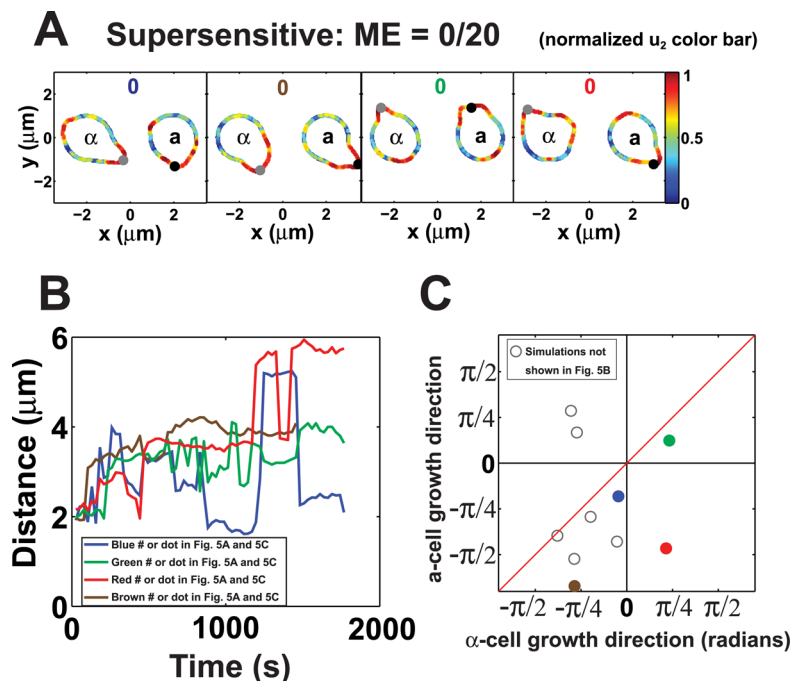 A
Supersensitive: ME = 0/20 (normalized u2 color bar)
0 0 0 0
α a α a α a α a
y (μm)
2
0
−2
−2 0 2 −2 0 2 −2 0 2 −2 0 2
x (μm) x (μm) x (μm) x (μm)
1
0.5
0
B
Distance (μm)
6
4
2
0
Blue # or dot in Fig. 5A and 5C
Green # or dot in Fig. 5A and 5C
Red # or dot in Fig. 5A and 5C
Brown # or dot in Fig. 5A and 5C
0 1000 2000
Time (s)
C
a-cell growth direction
π/2
π/4
0
-π/4
-π/2
Simulations not
shown in Fig. 5B
-π/2 -π/4 0 π/4 π/2
α-cell growth direction (radians)